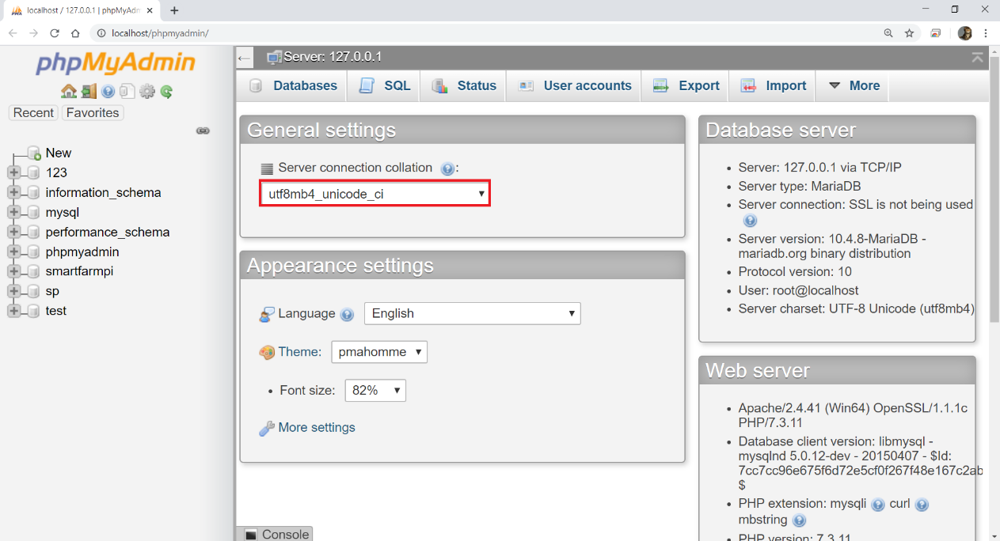 localhost / 127.0.0.1 | phpMyAdm
localhost/phpmyadmin/
phpMyAdmin
Recent
Favorites
New
123
information_schema
mysql
performance_schema
phpmyadmin
smartfarmpi
sp
test
Server: 127.0.0.1
Databases
SQL
Status
User accounts
Export
Import
More
General settings
Server connection collation :
utf8mb4_unicode_ci
Appearance settings
Language
English
Theme:
pmahomme
Font size:
82%
More settings
Console
Database server
Server: 127.0.0.1 via TCP/IP
Server type: MariaDB
Server connection: SSL is not being used
Server version: 10.4.8-MariaDB -
mariadb.org binary distribution
Protocol version: 10
User: root@localhost
Server charset: UTF-8 Unicode (utf8mb4)
Web server
Apache/2.4.41 (Win64) OpenSSL/1.1.1c
PHP/7.3.11
Database client version: libmysql -
mysqlnd 5.0.12-dev - 20150407 - $Id:
7cc7cc96e675f6d72e5cf0f267f48e167c2ab
$
PHP extension: mysqli curl
mbstring
PHP version: 7.3.11